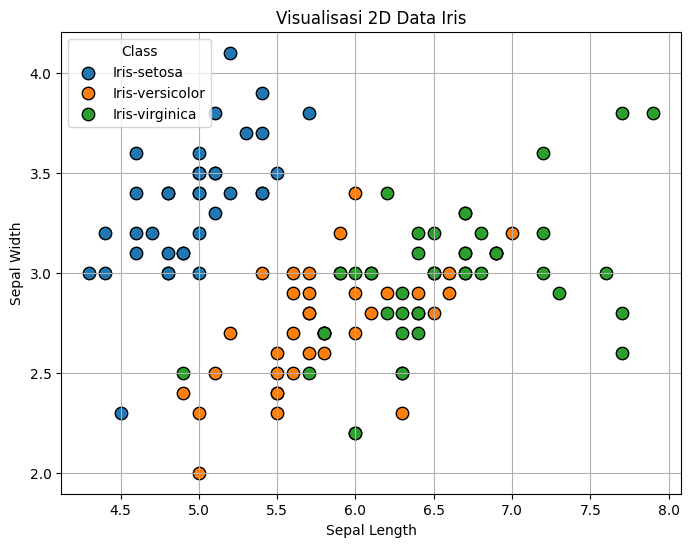 Visualisasi 2D Data Iris
Class
Iris-setosa
Iris-versicolor
Iris-virginica
Sepal Width
4.0
3.5
3.0
2.5
2.0
4.5 5.0 5.5 6.0 6.5 7.0 7.5 8.0
Sepal Length